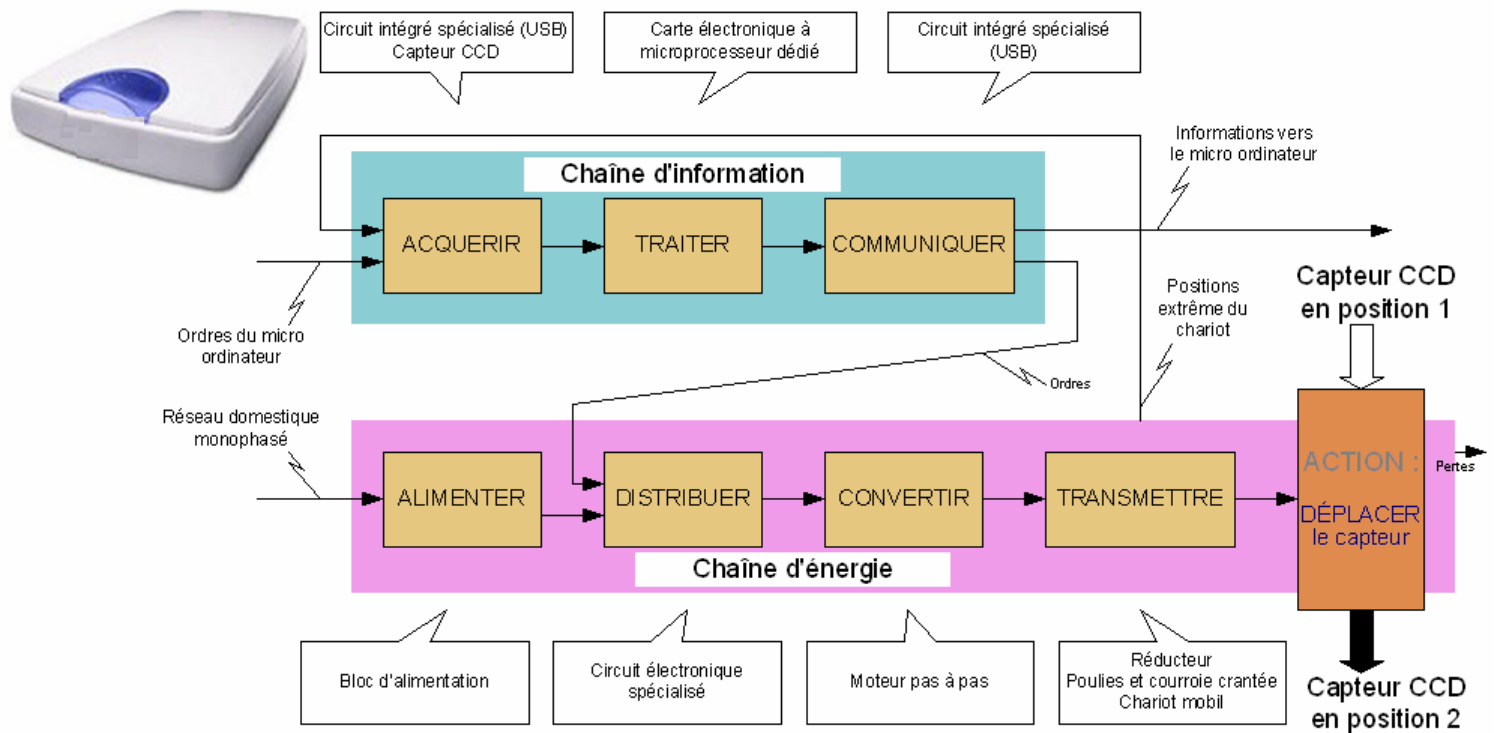 Circuit intégré spécialisé (USB)
Capteur CCD
Carte électronique à
microprocesseur dédié
Circuit intégré spécialisé
(USB)
Informations vers
le micro ordinateur
Chaîne d'information
ACQUERIR
TRAITER
COMMUNIQUER
Ordres du micro
ordinateur
Positions
extrême du
chariot
Capteur CCD
en position 1
Ordres
Réseau domestique
monophasé
ALIMENTER
DISTRIBUER
CONVERTIR
TRANSMETTRE
ACTION :
DÉPLACER
le capteur
Pertes
Chaîne d'énergie
Bloc d'alimentation
Circuit électronique
spécialisé
Moteur pas à pas
Réducteur
Poulies et courroie crantée
Chariot mobil
Capteur CCD
en position 2